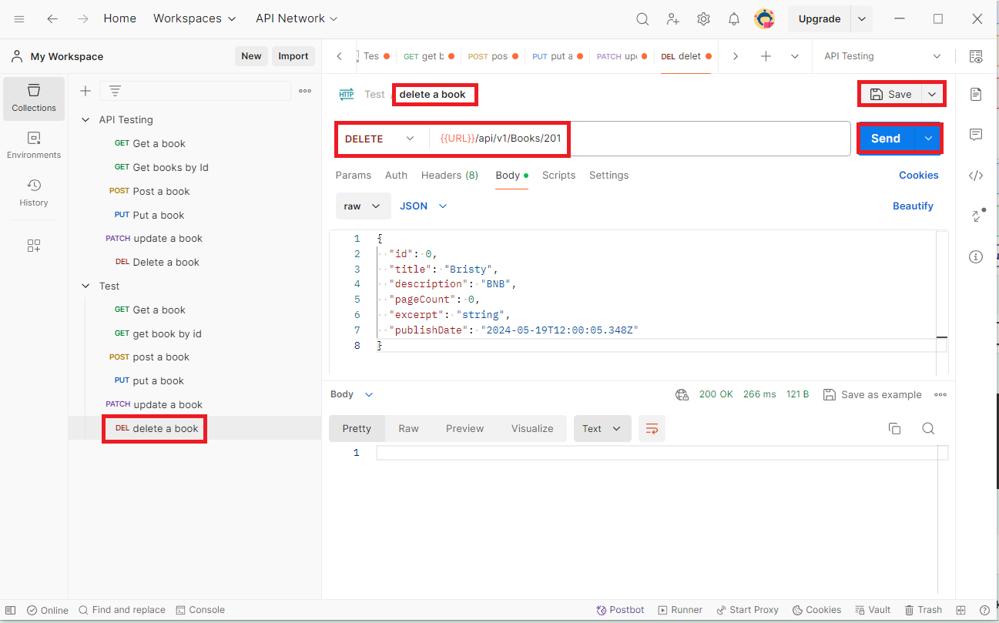 Home Workspaces API Network Upgrade
My Workspace New Import
Tes GET get b POST pos PUT put a PATCH up DEL delet API Testing
Collections
Environments
History
API Testing
GET Get a book
GET Get books by Id
POST Post a book
PUT Put a book
PATCH update a book
DEL Delete a book
Test
GET Get a book
GET get book by id
POST post a book
PUT put a book
PATCH update a book
DEL delete a book
HTTP Test / delete a book Save
DELETE {{URL}}/api/v1/Books/201 Send
Params Auth Headers (8) Body Scripts Settings Cookies
raw JSON Beautify
1 {
2 "id": 0,
3 "title": "Bristy",
4 "description": "BNB",
5 "pageCount": 0,
6 "excerpt": "string",
7 "publishDate": "2024-05-19T12:00:05.348Z"
8 }
Body 200 OK 266 ms 121 B Save as example
Pretty Raw Preview Visualize Text
1
Online Find and replace Console Postbot Runner Start Proxy Cookies Vault Trash